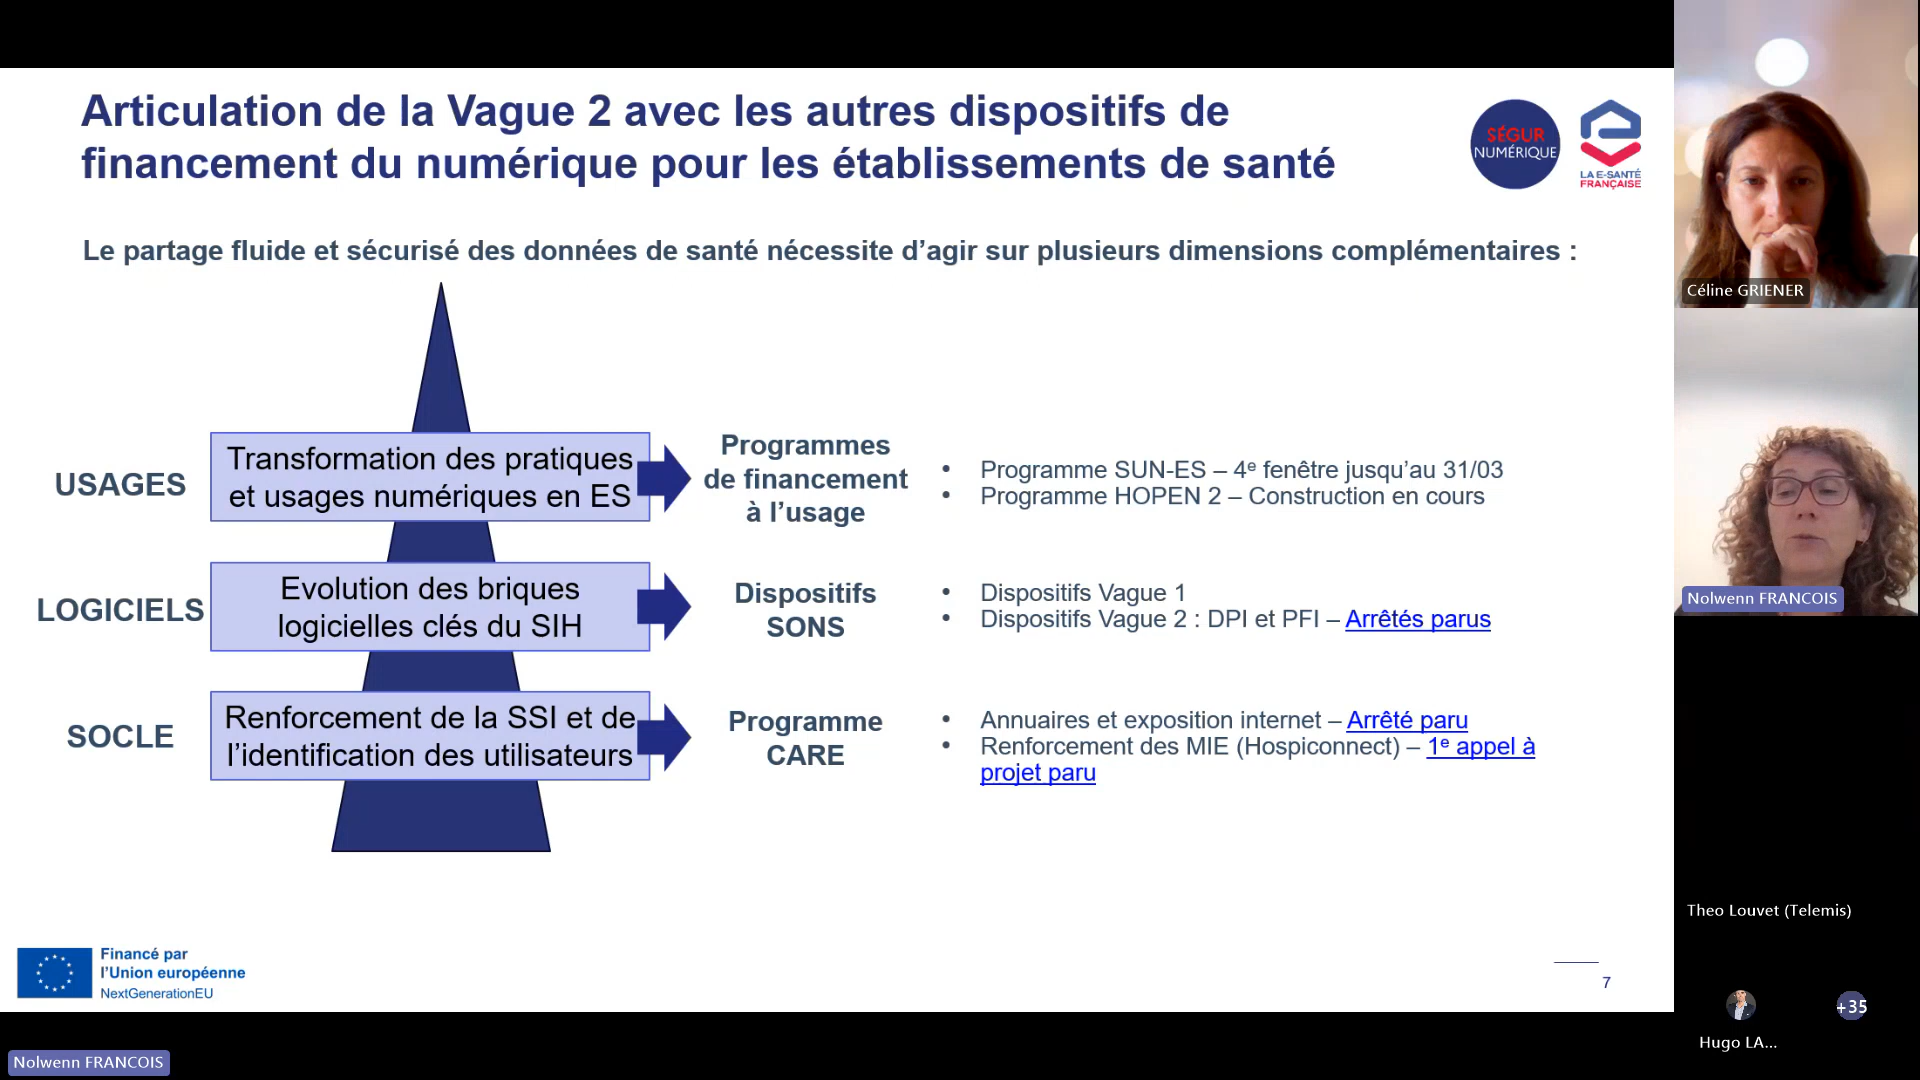 Articulation de la Vague 2 avec les autres dispositifs de
financement du numérique pour les établissements de santé
SÉGUR
NUMÉRIQUE
LA E-SANTÉ
FRANÇAISE
Le partage fluide et sécurisé des données de santé nécessite d’agir sur plusieurs dimensions complémentaires :
USAGES
Transformation des pratiques
et usages numériques en ES
Programmes
de financement
à l’usage
• Programme SUN-ES – 4ᵉ fenêtre jusqu’au 31/03
• Programme HOPEN 2 – Construction en cours
LOGICIELS
Evolution des briques
logicielles clés du SIH
Dispositifs
SONS
• Dispositifs Vague 1
• Dispositifs Vague 2 : DPI et PFI – Arrêtés parus
SOCLE
Renforcement de la SSI et de
l’identification des utilisateurs
Programme
CARE
• Annuaires et exposition internet – Arrêté paru
• Renforcement des MIE (Hospiconnect) – 1ᵉ appel à
projet paru
Financé par
l’Union européenne
NextGenerationEU
7
Céline GRIENER
Nolwenn FRANCOIS
Theo Louvet (Telemis)
+35
Hugo LA...
Nolwenn FRANCOIS